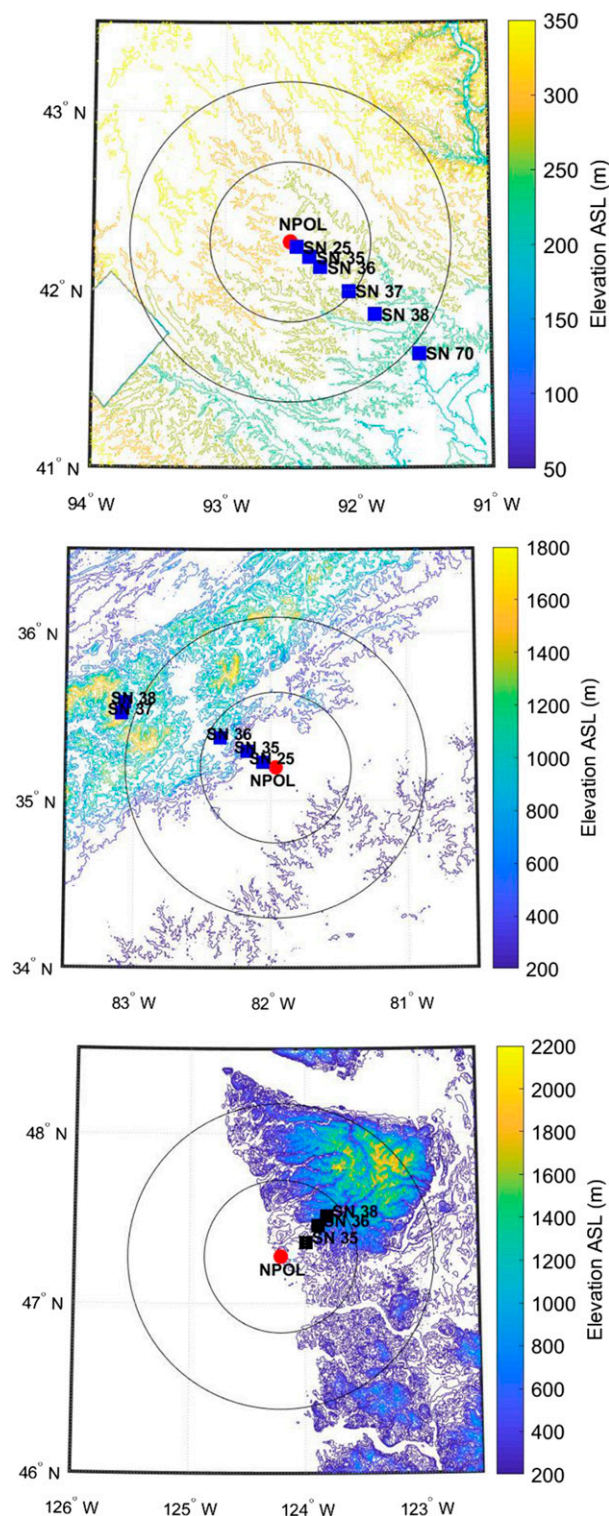 350
43° N
300
250
NPOL
SN 25
SN 35
SN 36
200
42° N
SN 37
SN 38
150
SN 70
100
41° N
50
94° W
93° W
92° W
91° W
Elevation ASL (m)
1800
36° N
1600
1400
SN 38
SN 37
1200
SN 36
SN 35
1000
SN 25
NPOL
35° N
800
600
400
34° N
200
83° W
82° W
81° W
Elevation ASL (m)
2200
2000
48° N
1800
1600
SN 38
SN 36
1400
SN 35
1200
NPOL
47° N
1000
800
600
400
46° N
200
126° W
125° W
124° W
123° W
Elevation ASL (m)